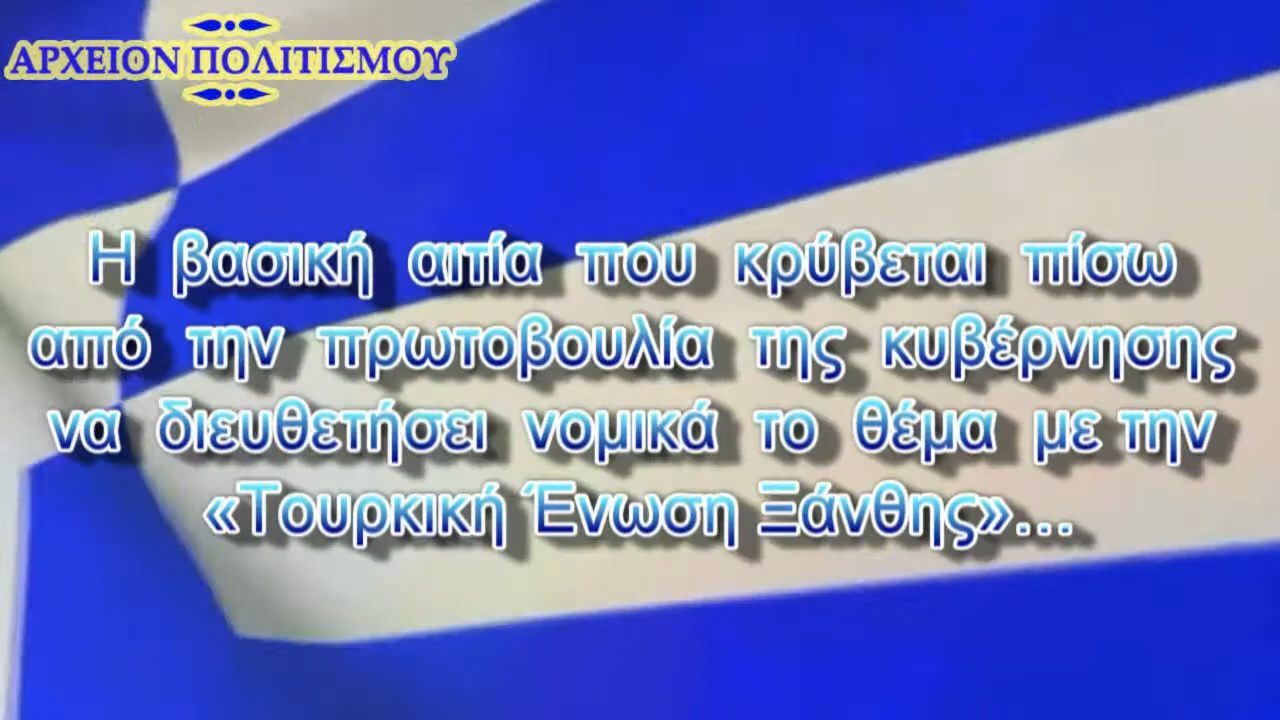 ΑΡΧΕΙΟΝ ΠΟΛΙΤΙΣΜΟΥ
Η βασική αιτία που κρύβεται πίσω
από την πρωτοβουλία της κυβέρνησης
να διευθετήσει νομικά το θέμα με την
«Τουρκική Ένωση Ξάνθης»...